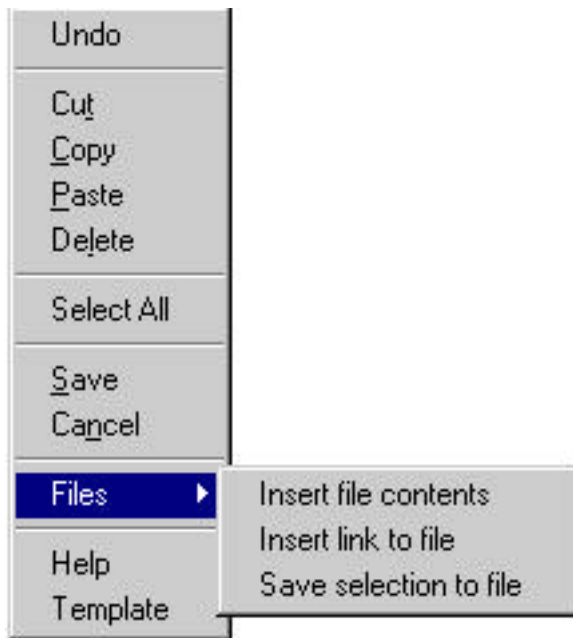 Undo
Cut
Copy
Paste
Delete
Select All
Save
Cancel
Files
Insert file contents
Insert link to file
Save selection to file
Help
Template